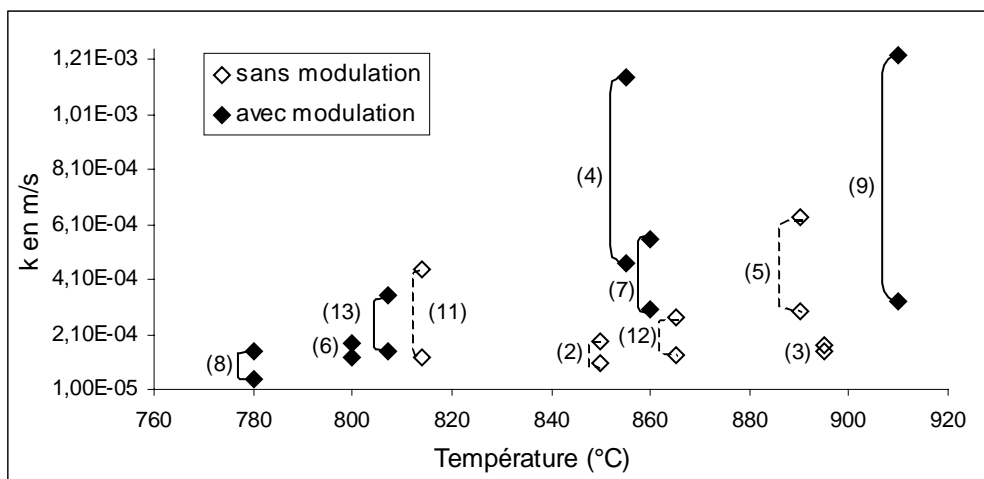 1,21E-03
1,01E-03
8,10E-04
6,10E-04
4,10E-04
2,10E-04
1,00E-05
k en m/s
sans modulation
avec modulation
(4)
(9)
(5)
(7)
(13)
(11)
(12)
(6)
(2)
(3)
(8)
760 780 800 820 840 860 880 900 920
Température (°C)